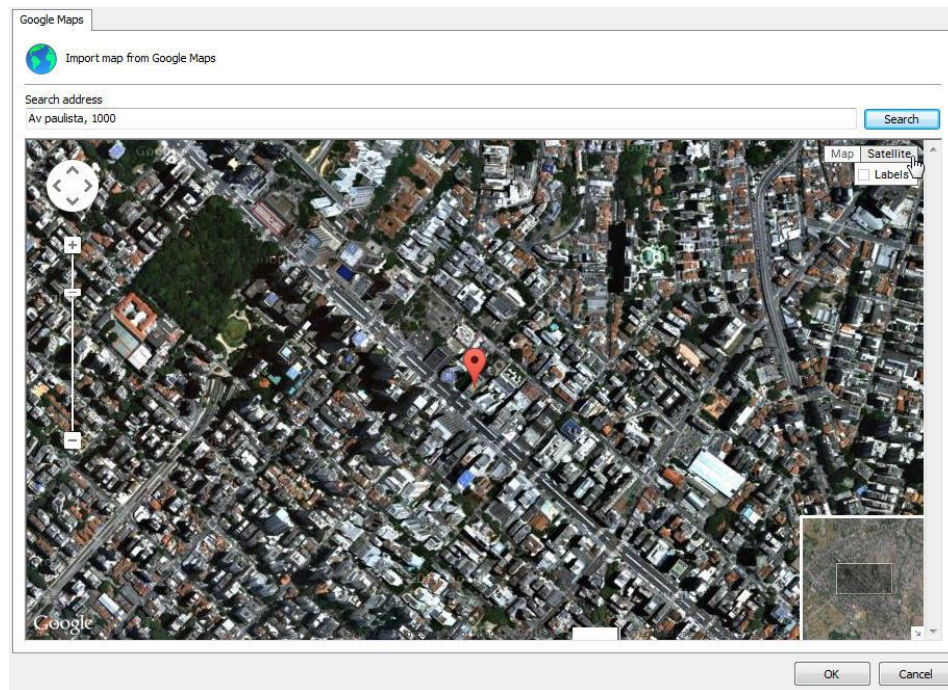 Google Maps
Import map from Google Maps
Search address
Av paulista, 1000
Search
Map
Satellite
Labels
Google
OK
Cancel